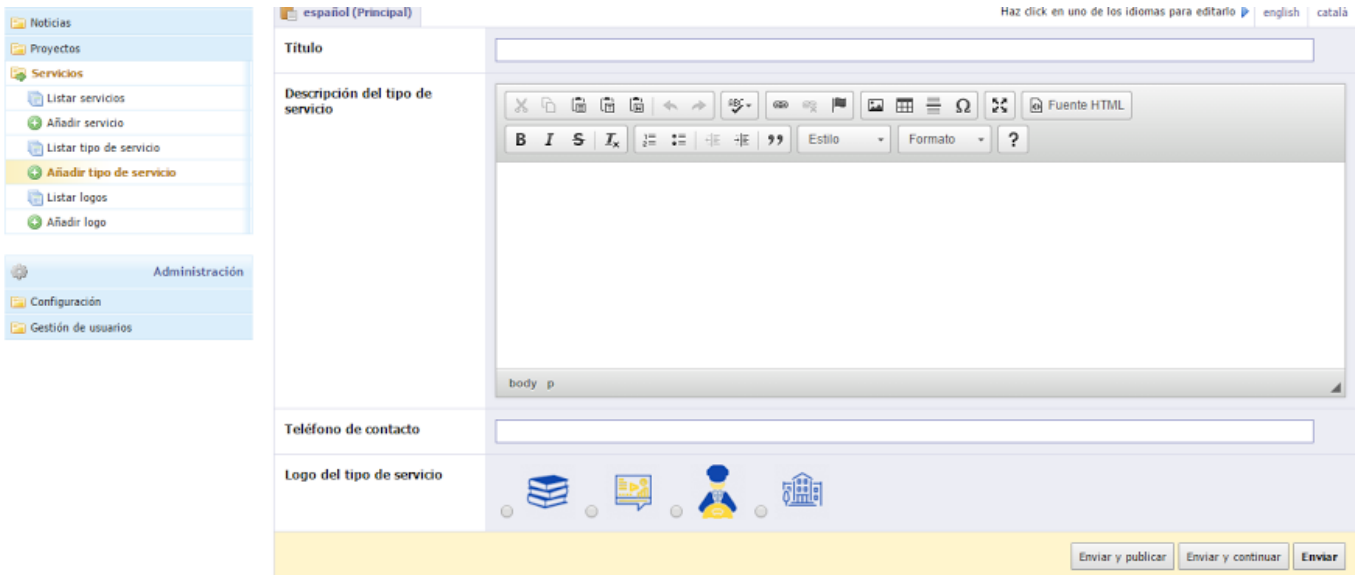 Noticias
Proyectos
Servicios
Listar servicios
Añadir servicio
Listar tipo de servicio
Añadir tipo de servicio
Listar logos
Añadir logo
Administración
Configuración
Gestión de usuarios
español (Principal)
Haz click en uno de los idiomas para editarlo english català
Título
Descripción del tipo de
servicio
ABC Ω Fuente HTML
B I S Ix Estilo Formato ?
body p
Teléfono de contacto
Logo del tipo de servicio
Enviar y publicar Enviar y continuar Enviar